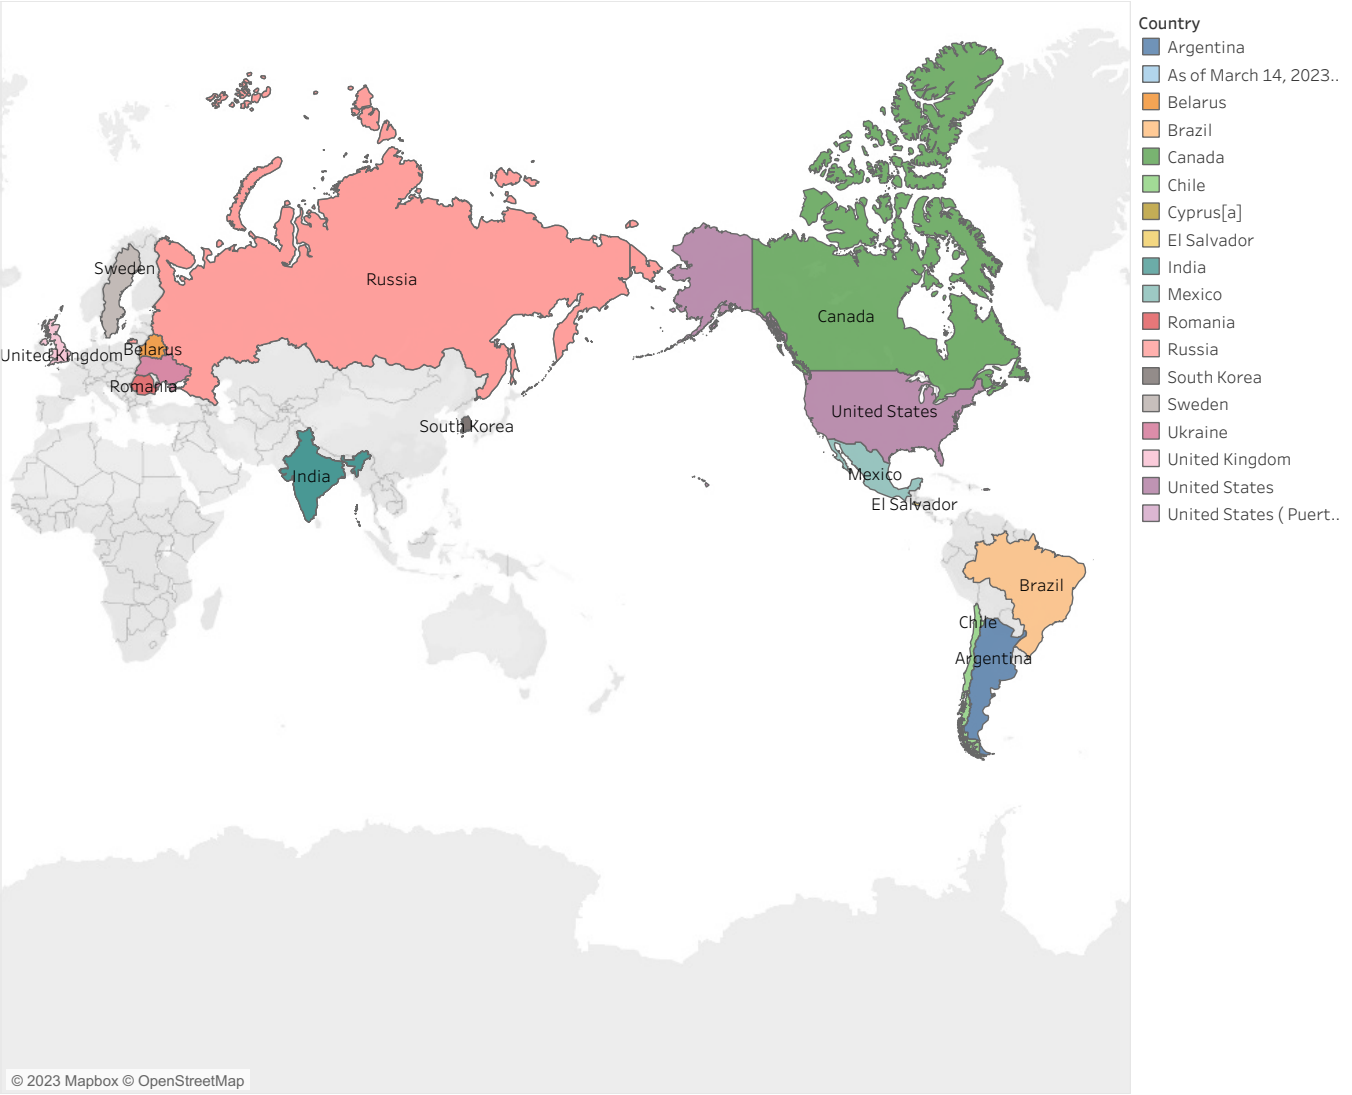 Sweden
Russia
Canada
United Kingdom
Belarus
Romania
United States
South Korea
India
Mexico
El Salvador
Brazil
Chile
Argentina
© 2023 Mapbox © OpenStreetMap
Country
Argentina
As of March 14, 2023..
Belarus
Brazil
Canada
Chile
Cyprus[a]
El Salvador
India
Mexico
Romania
Russia
South Korea
Sweden
Ukraine
United Kingdom
United States
United States ( Puert..